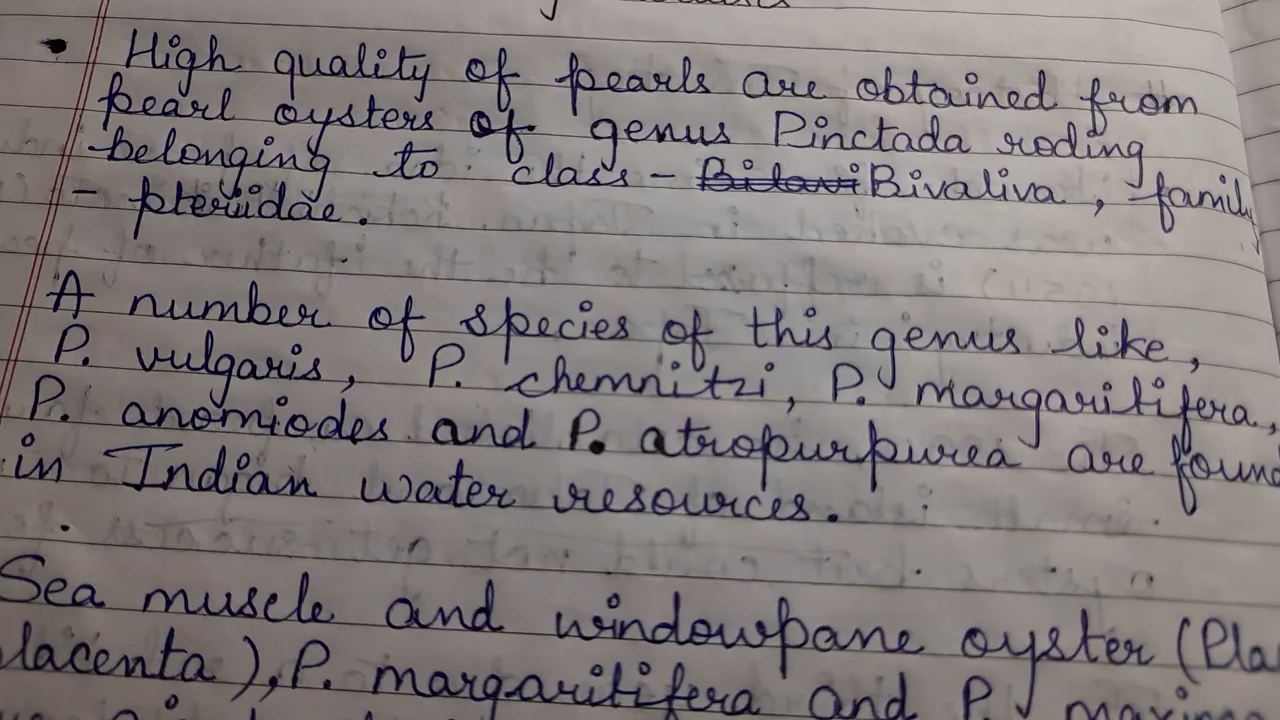 • High quality of pearls are obtained from
pearl oysters of genus Pinctada roding
belonging to class - Bivaliva, family
- pteriidae.
A number of species of this genus like,
P. vulgaris, P. chemnitzi, P. margaritifera,
P. anomiodes and P. atropurpurea are found
in Indian water resources.
Sea muscle and windowpane oyster (Pla
lacenta), P. margaritifera and P. maxima